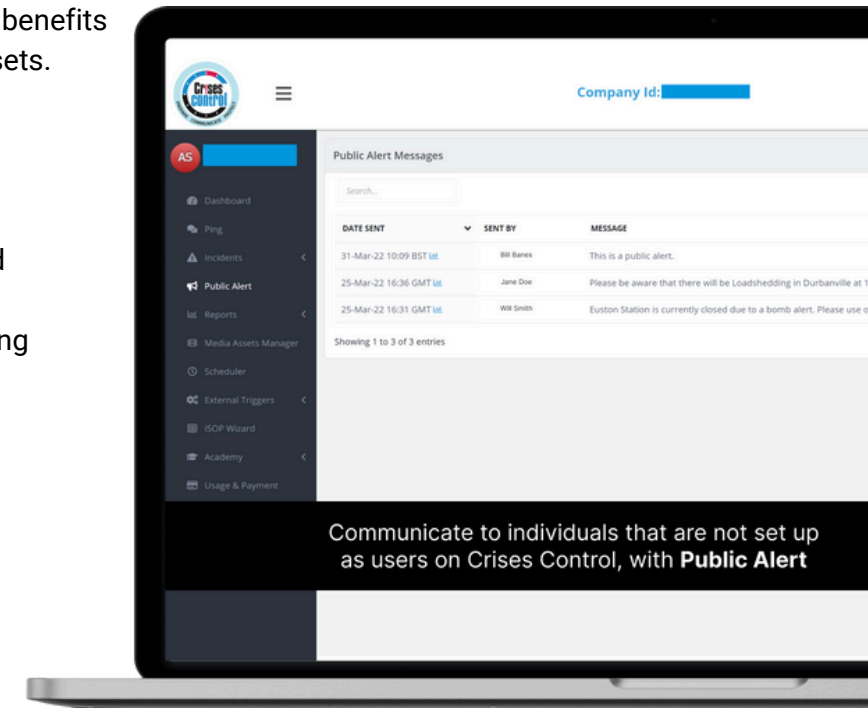 benefits
sets.
d
ng
Crises
control
Company Id:
AS
Public Alert Messages
Search...
Dashboard
Ping
Incidents
Public Alert
Reports
Media Assets Manager
Scheduler
External Triggers
iSOP Wizard
Academy
Usage & Payment
DATE SENT SENT BY MESSAGE
31-Mar-22 10:09 BST Bill Banes This is a public alert.
25-Mar-22 16:36 GMT Jane Doe Please be aware that there will be Loadshedding in Durbanville at 1
25-Mar-22 16:31 GMT Will Smith Euston Station is currently closed due to a bomb alert. Please use o
Showing 1 to 3 of 3 entries
Communicate to individuals that are not set up
as users on Crises Control, with Public Alert